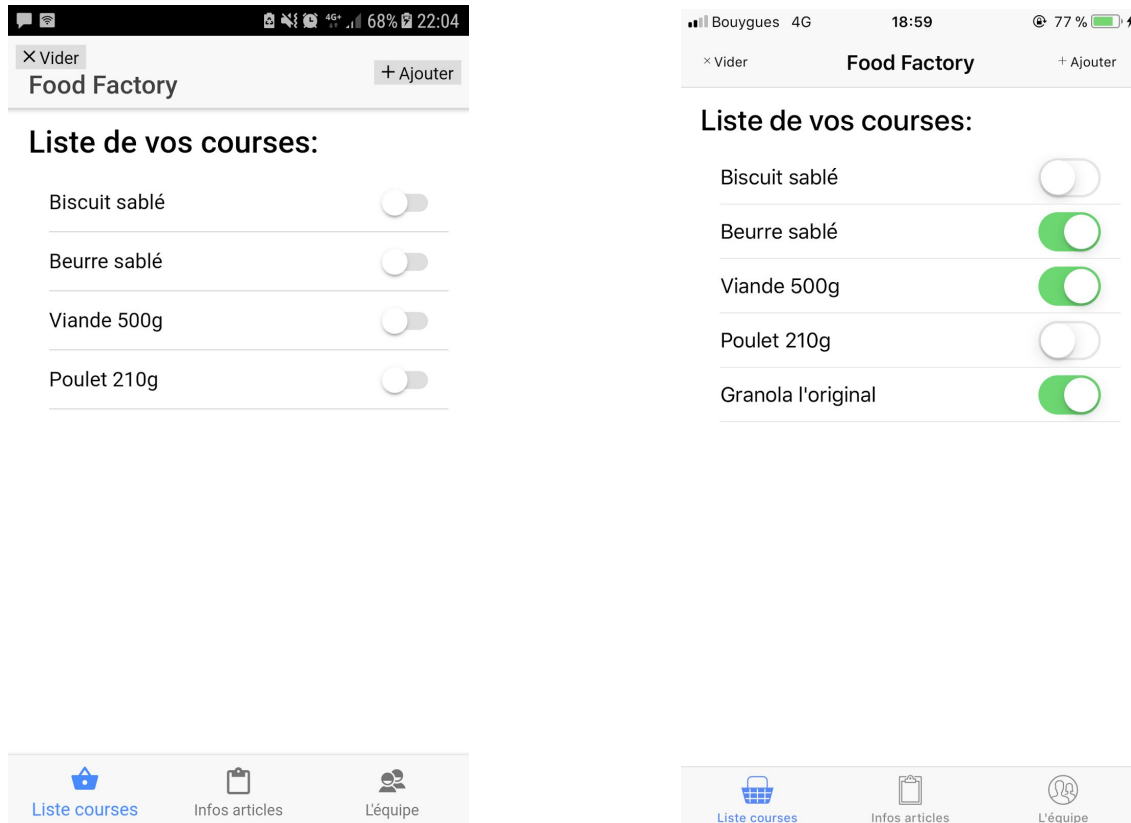 4G+ 68% 22:04
× Vider
Food Factory
+ Ajouter
Liste de vos courses:
Biscuit sablé
Beurre sablé
Viande 500g
Poulet 210g
Liste courses
Infos articles
L'équipe
Bouygues 4G 18:59 77 %
× Vider
Food Factory
+ Ajouter
Liste de vos courses:
Biscuit sablé
Beurre sablé
Viande 500g
Poulet 210g
Granola l'original
Liste courses
Infos articles
L'équipe